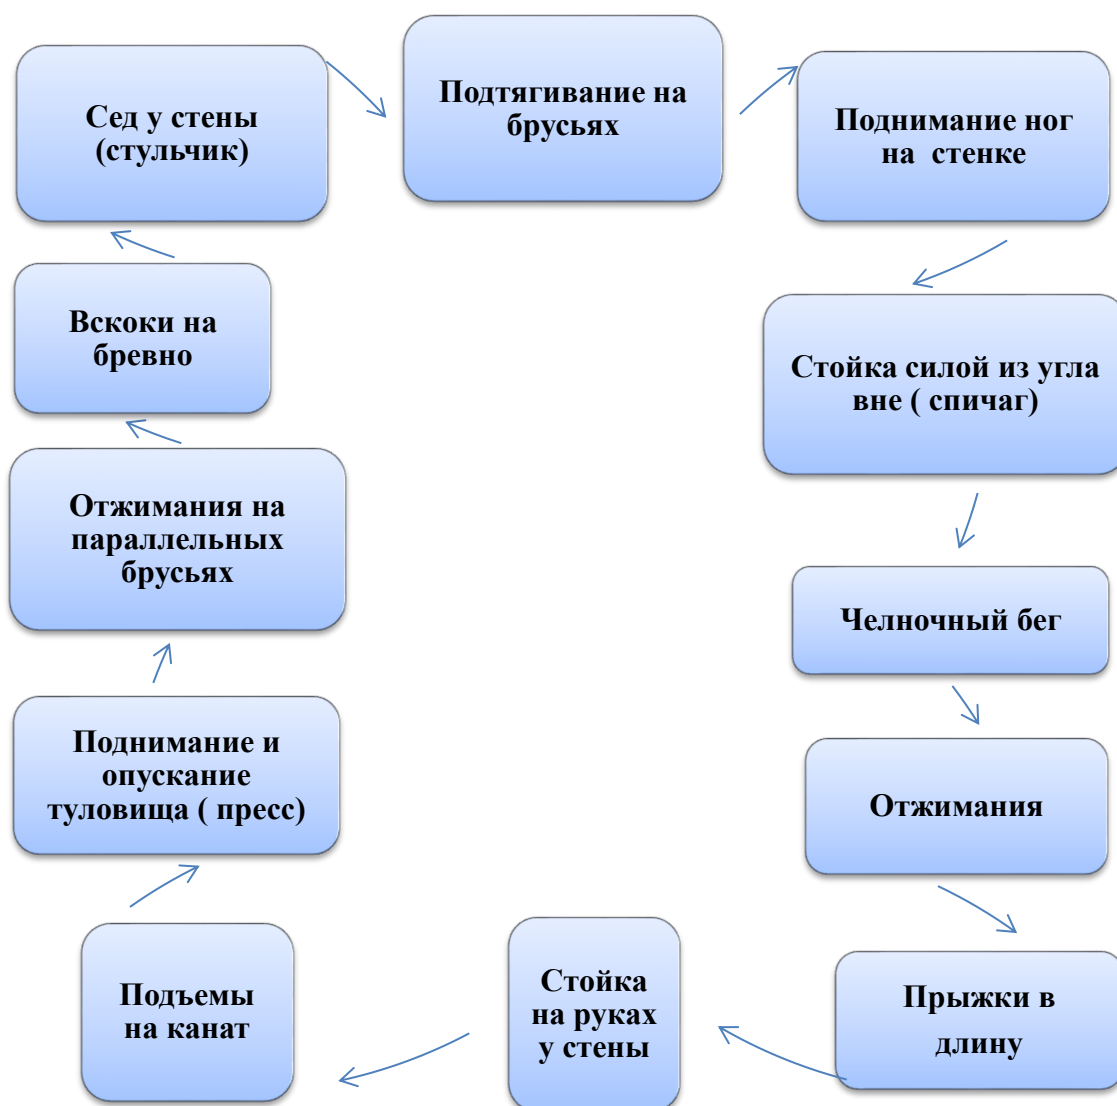 Подтягивание на
брусьях
Поднимание ног
на  стенке
Стойка силой из угла
вне ( спичаг)
Челночный бег
Отжимания
Прыжки в
длину
Стойка
на руках
у стены
Подъемы
на канат
Поднимание и
опускание
туловища ( пресс)
Отжимания на
параллельных
брусьях
Вскоки на
бревно
Сед у стены
(стульчик)